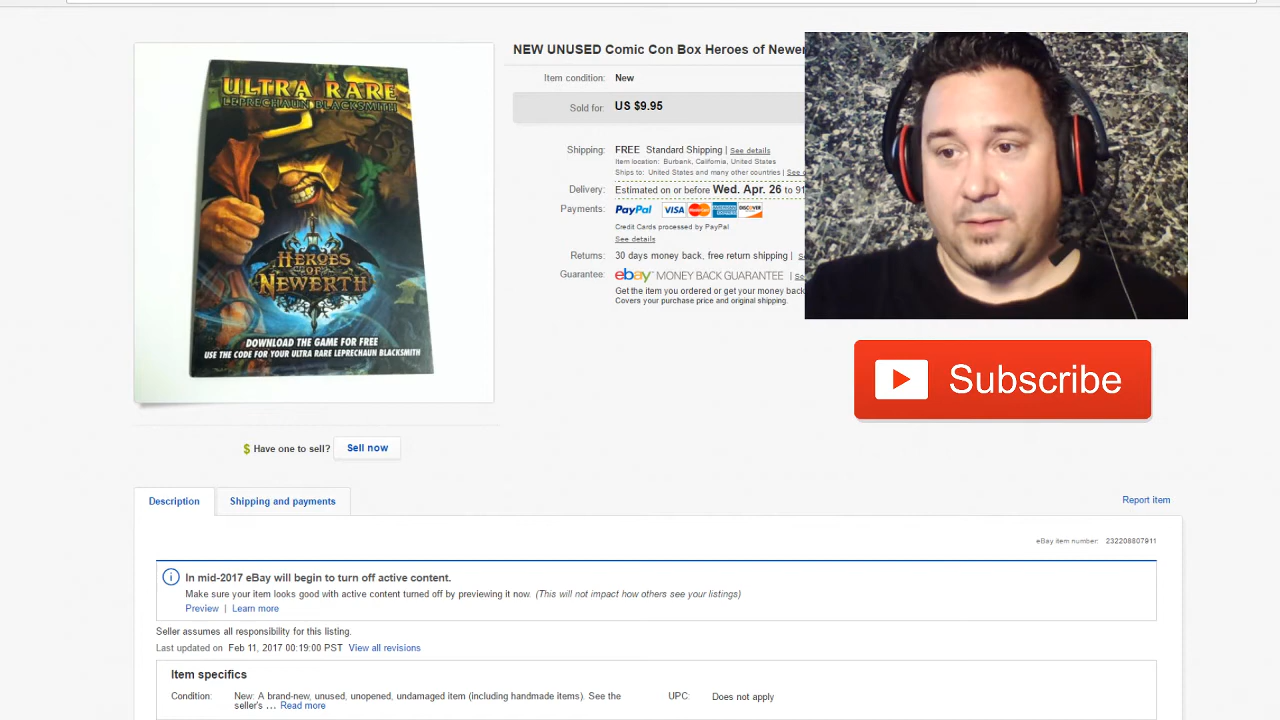 ULTRA RARE
LEPRECHAUN BLACKSMITH
HEROES
OF
NEWERTH
DOWNLOAD THE GAME FOR FREE
USE THE CODE FOR YOUR ULTRA RARE LEPRECHAUN BLACKSMITH
$ Have one to sell? Sell now
NEW UNUSED Comic Con Box Heroes of Newer
Item condition: New
Sold for: US $9.95
Shipping: FREE Standard Shipping | See details
Item location: Burbank, California, United States
Ships to: United States and many other countries | See
Delivery: Estimated on or before Wed. Apr. 26 to 91
Payments: PayPal VISA MasterCard AMERICAN EXPRESS DISCOVER
Credit Cards processed by PayPal
See details
Returns: 30 days money back, free return shipping |
Guarantee: ebay MONEY BACK GUARANTEE |
Get the item you ordered or get your money back
Covers your purchase price and original shipping.
Subscribe
Description Shipping and payments
Report item
eBay item number: 232208807911
i In mid-2017 eBay will begin to turn off active content.
Make sure your item looks good with active content turned off by previewing it now. (This will not impact how others see your listings)
Preview | Learn more
Seller assumes all responsibility for this listing.
Last updated on Feb 11, 2017 00:19:00 PST View all revisions
Item specifics
Condition: New: A brand-new, unused, unopened, undamaged item (including handmade items). See the
seller's ... Read more
UPC: Does not apply